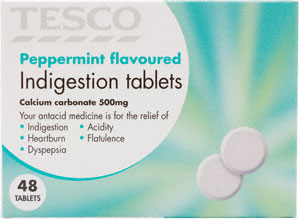 TESCO
Peppermint flavoured
Indigestion tablets
Calcium carbonate 500mg
Your antacid medicine is for the relief of
• Indigestion • Acidity
• Heartburn • Flatulence
• Dyspepsia
48
TABLETS